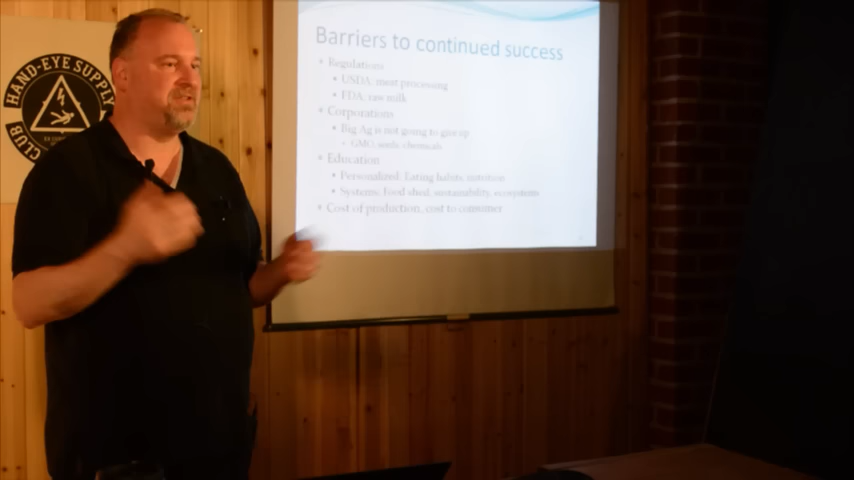 HAND-EYE SUPPLY
CLUB
Barriers to continued success
Regulations
USDA: meat processing
FDA: raw milk
Corporations
Big Ag is not going to give up
GMO, chemicals
Education
Personalized: Eating habits, nutrition
Systems: Food shed, sustainability, ecosystems
Cost of production, cost to consumer